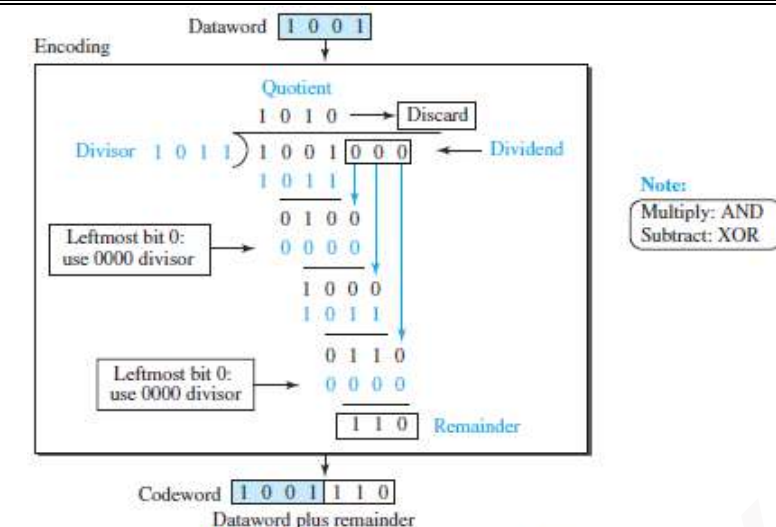 Dataword 1 0 0 1
Encoding
Quotient
1 0 1 0 Discard
Divisor 1 0 1 1 1 0 0 1 0 0 0 Dividend
1 0 1 1
0 1 0 0
Leftmost bit 0:
use 0000 divisor
0 0 0 0
1 0 0 0
1 0 1 1
0 1 1 0
Leftmost bit 0:
use 0000 divisor
0 0 0 0
1 1 0 Remainder
Codeword 1 0 0 1 1 1 0
Dataword plus remainder
Note:
Multiply: AND
Subtract: XOR